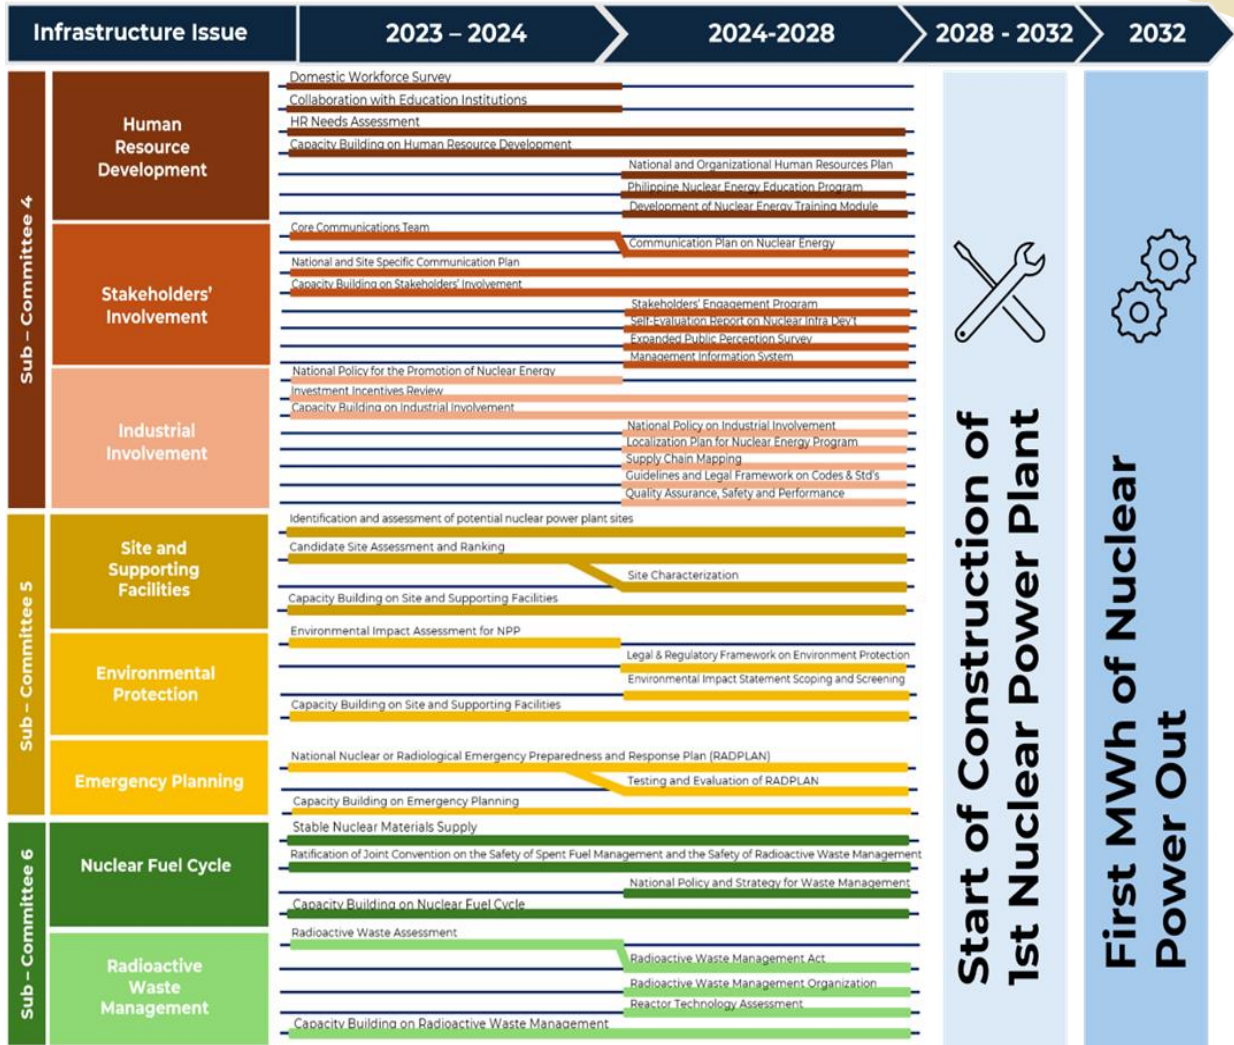 Infrastructure Issue
2023 – 2024
2024-2028
2028 - 2032
2032
Sub – Committee 4
Human
Resource
Development
Domestic Workforce Survey
Collaboration with Education Institutions
HR Needs Assessment
Capacity Building on Human Resource Development
National and Organizational Human Resources Plan
Philippine Nuclear Energy Education Program
Development of Nuclear Energy Training Module
Stakeholders'
Involvement
Core Communications Team
Communication Plan on Nuclear Energy
National and Site Specific Communication Plan
Capacity Building on Stakeholders' Involvement
Stakeholders' Engagement Program
Self-Evaluation Report on Nuclear Infra Dev't
Expanded Public Perception Survey
Management Information System
Industrial
Involvement
National Policy for the Promotion of Nuclear Energy
Investment Incentives Review
Capacity Building on Industrial Involvement
National Policy on Industrial Involvement
Localization Plan for Nuclear Energy Program
Supply Chain Mapping
Guidelines and Legal Framework on Codes & Std's
Quality Assurance, Safety and Performance
Sub – Committee 5
Site and
Supporting
Facilities
Identification and assessment of potential nuclear power plant sites
Candidate Site Assessment and Ranking
Site Characterization
Capacity Building on Site and Supporting Facilities
Environmental
Protection
Environmental Impact Assessment for NPP
Legal & Regulatory Framework on Environment Protection
Environmental Impact Statement Scoping and Screening
Capacity Building on Site and Supporting Facilities
Emergency Planning
National Nuclear or Radiological Emergency Preparedness and Response Plan (RADPLAN)
Testing and Evaluation of RADPLAN
Capacity Building on Emergency Planning
Sub – Committee 6
Nuclear Fuel Cycle
Stable Nuclear Materials Supply
Ratification of Joint Convention on the Safety of Spent Fuel Management and the Safety of Radioactive Waste Management
National Policy and Strategy for Waste Management
Capacity Building on Nuclear Fuel Cycle
Radioactive
Waste
Management
Radioactive Waste Assessment
Radioactive Waste Management Act
Radioactive Waste Management Organization
Reactor Technology Assessment
Capacity Building on Radioactive Waste Management
Start of Construction of
1st Nuclear Power Plant
First MWh of Nuclear
Power Out